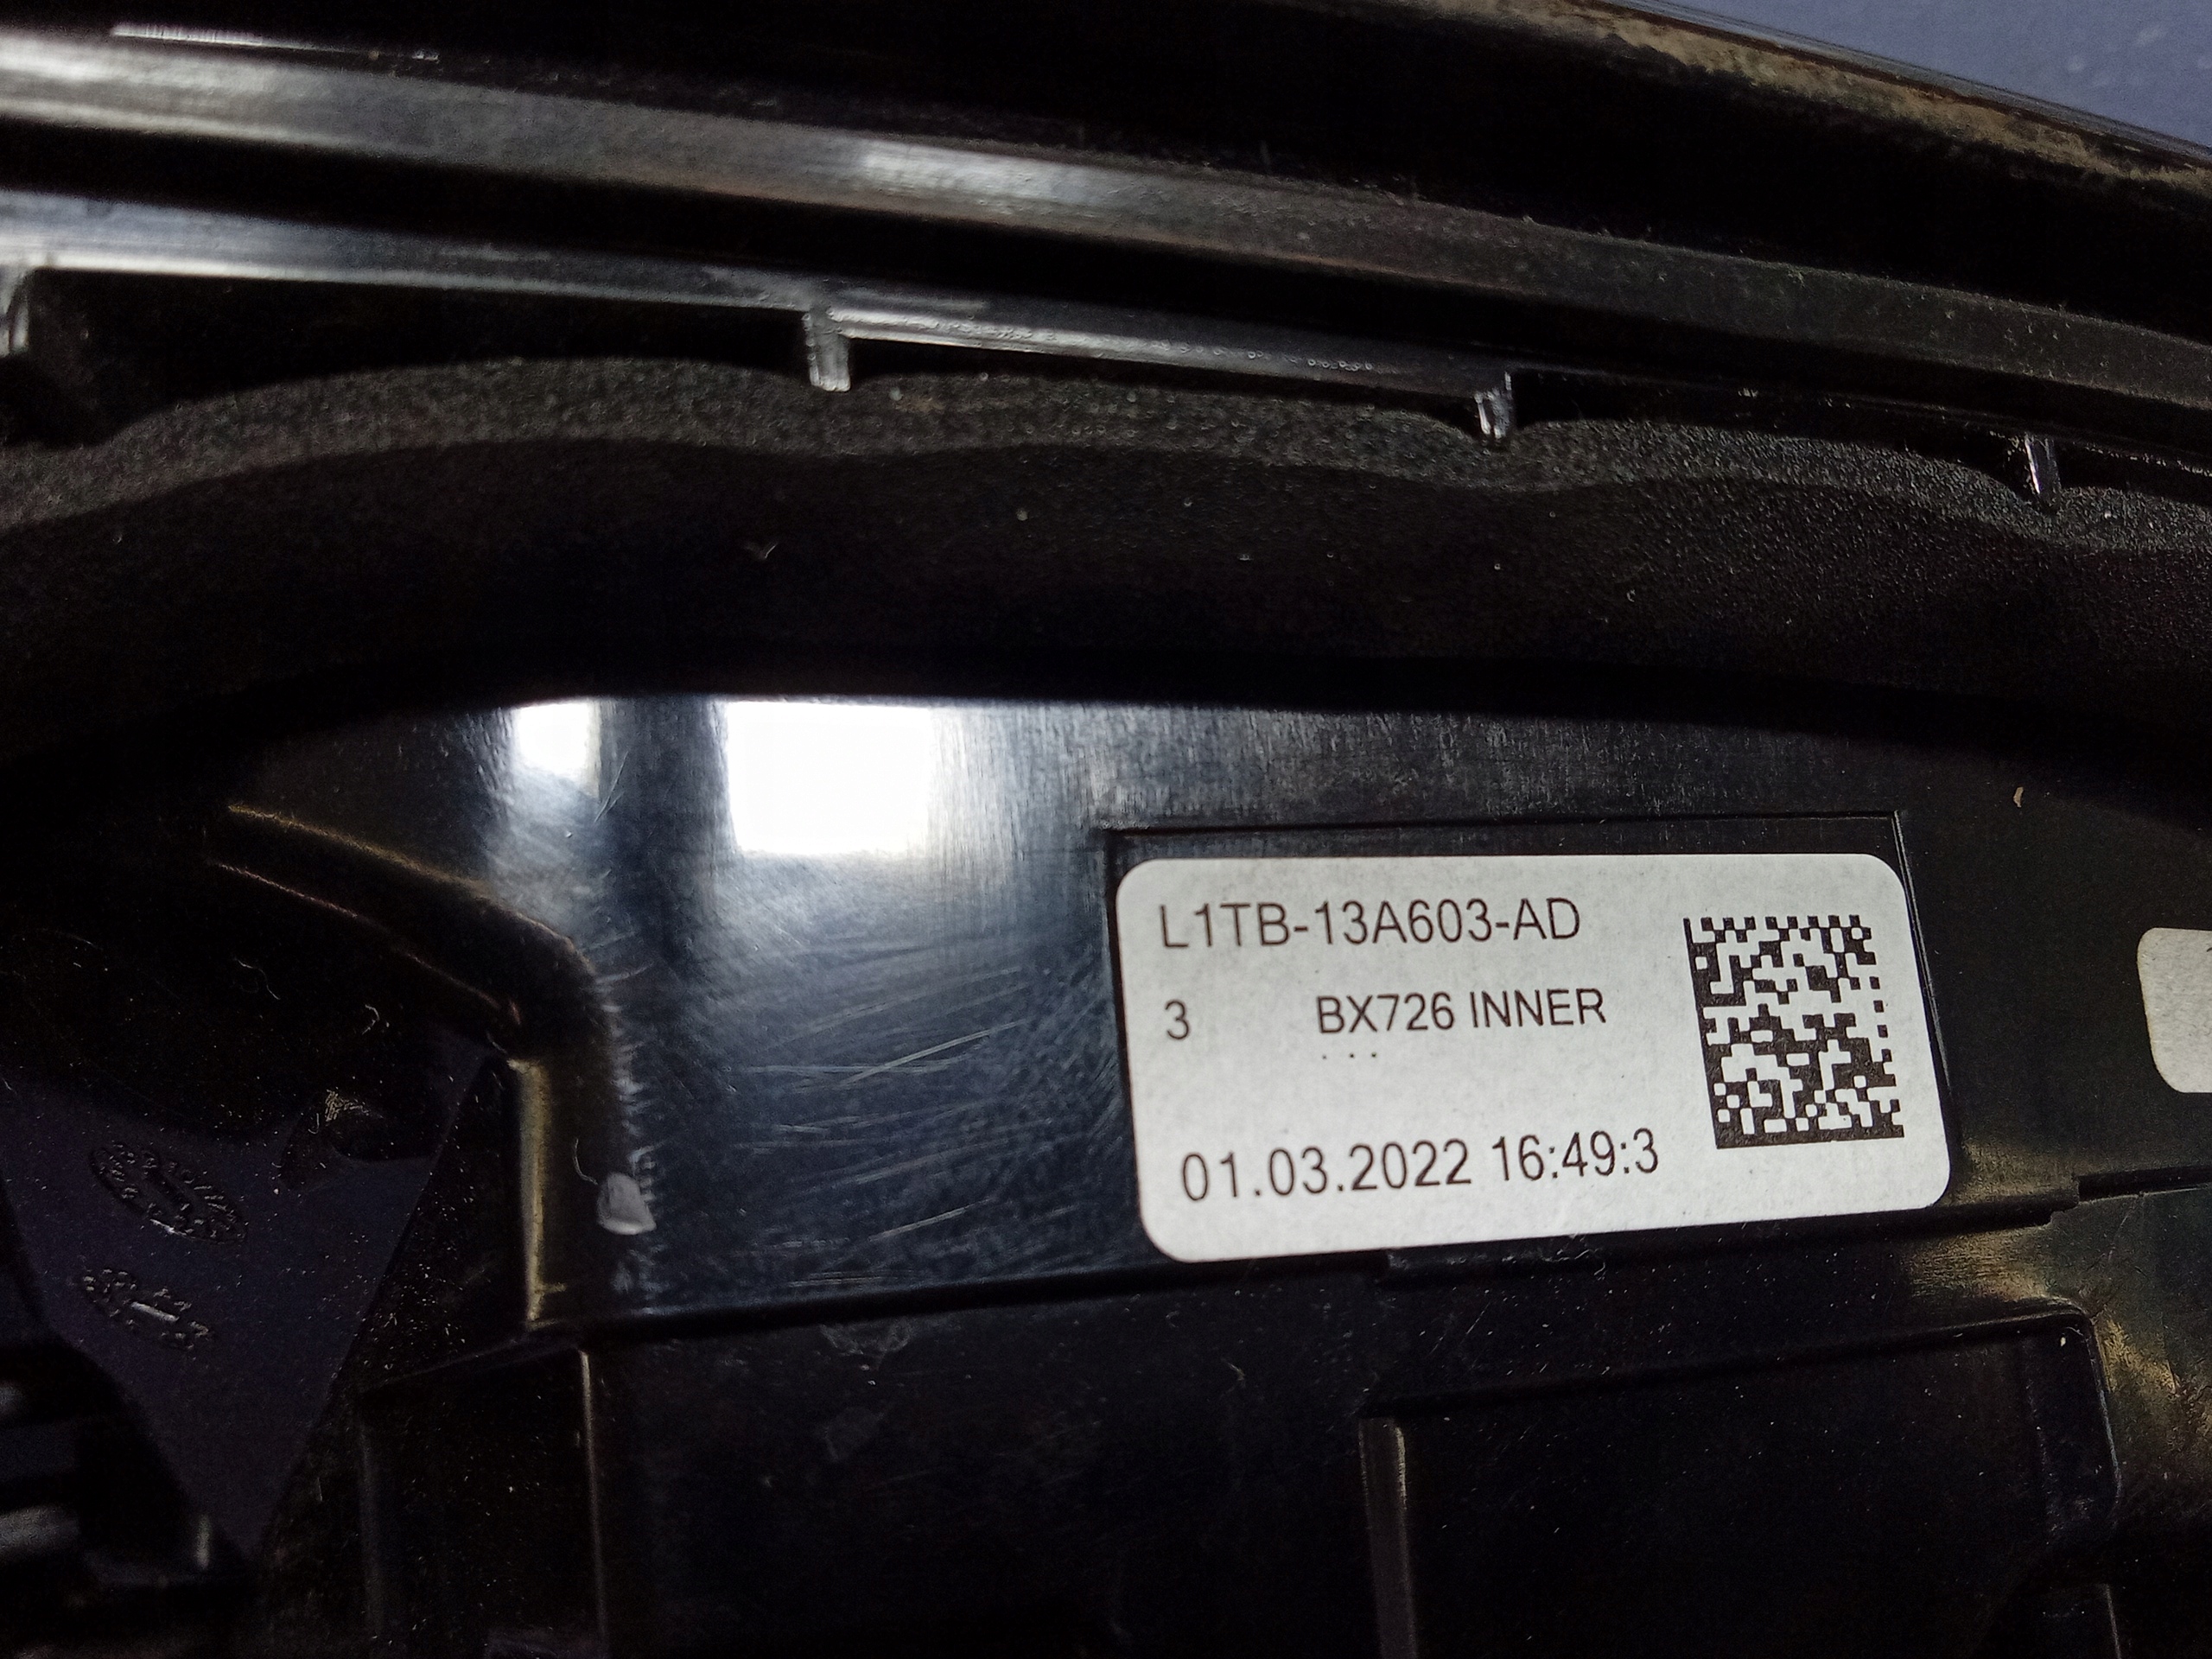 L1TB-13A603-AD
3 BX726 INNER
01.03.2022 16:49:3